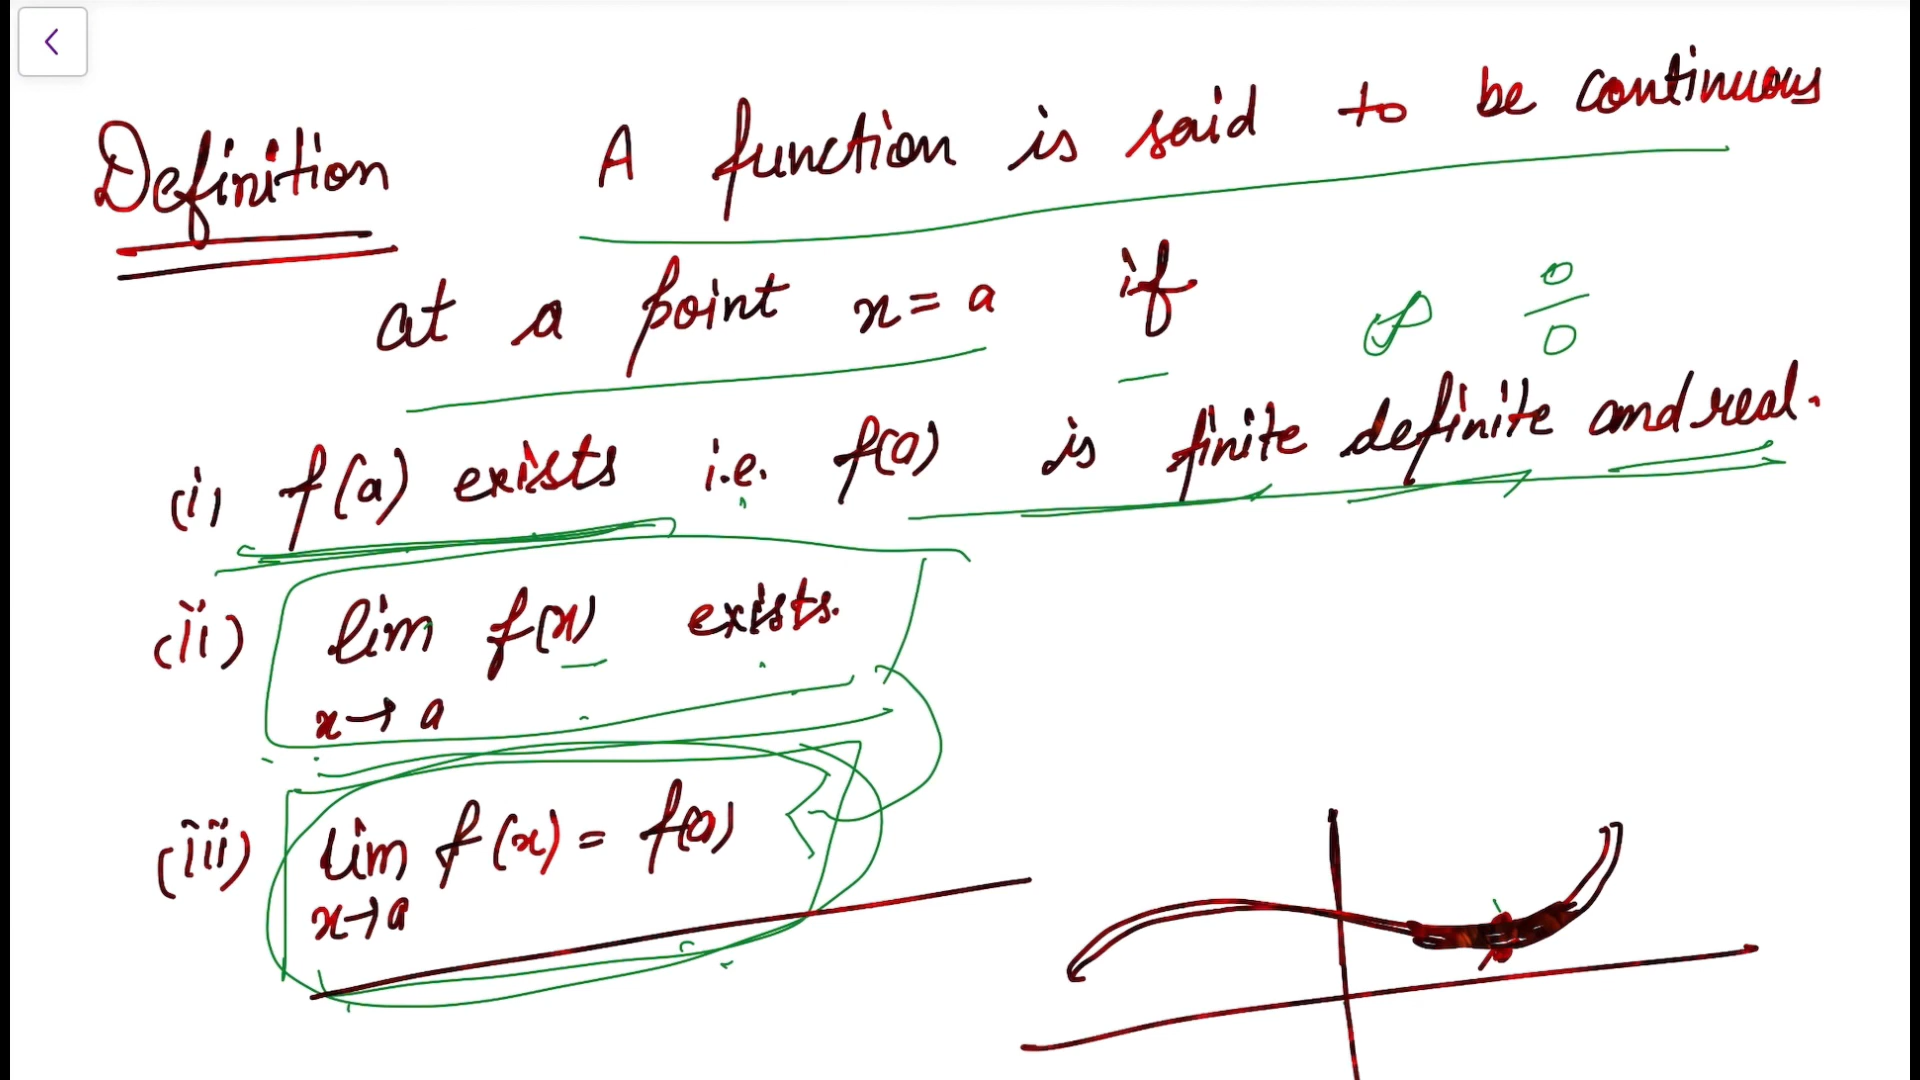 Definition A function is said to be continuous
at a point x = a if
∞ 0/0
(i) f(a) exists i.e. f(a) is finite definite and real.
(ii) lim f(x) exists.
x→a
(iii) lim f(x) = f(a)
x→a